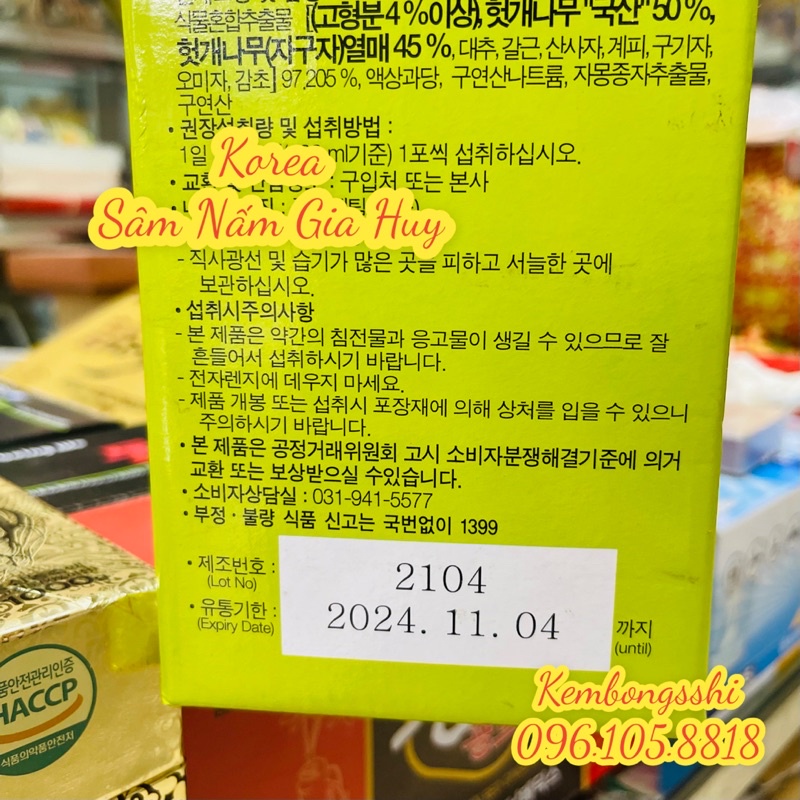 식물혼합추출물 [(고형분 4 %이상), 헛개나무 "국산" 50 %,
헛개나무(지구자)열매 45 %, 대추, 갈근, 산사자, 계피, 구기자,
오미자, 감초] 97.205 %, 액상과당, 구연산나트륨, 자몽종자추출물,
구연산
• 권장섭취량 및 섭취방법 :
1일 ml기준) 1포씩 섭취하십시오.
Korea
: 구입처 또는 본사
Sâm Nấm Gia Huy
- 직사광선 및 습기가 많은 곳을 피하고 서늘한 곳에
보관하십시오.
• 섭취시주의사항
- 본 제품은 약간의 침전물과 응고물이 생길 수 있으므로 잘
흔들어서 섭취하시기 바랍니다.
- 전자렌지에 데우지 마세요.
- 제품 개봉 또는 섭취시 포장재에 의해 상처를 입을 수 있으니
주의하시기 바랍니다.
• 본 제품은 공정거래위원회 고시 소비자분쟁해결기준에 의거
교환 또는 보상받으실 수있습니다.
• 소비자상담실 : 031-941-5577
• 부정·불량 식품 신고는 국번없이 1399
• 제조번호 :
(Lot No)
2104
• 유통기한 :
(Expiry Date)
2024. 11. 04
까지
(until)
품안전관리인증
HACCP
식품의약품안전처
Kembongsshi
096.105.8818